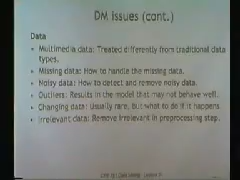 DM issues (cont.)
Data
• Multimedia data: Treated differently from traditional data
types.
• Missing data: How to handle the missing data.
• Noisy data: How to detect and remove noisy data.
• Outliers: Results in the model that may not behave well.
• Changing data: Usually rare, but what to do if it happens
• Irrelevant data: Remove irrelevant in preprocessing step.